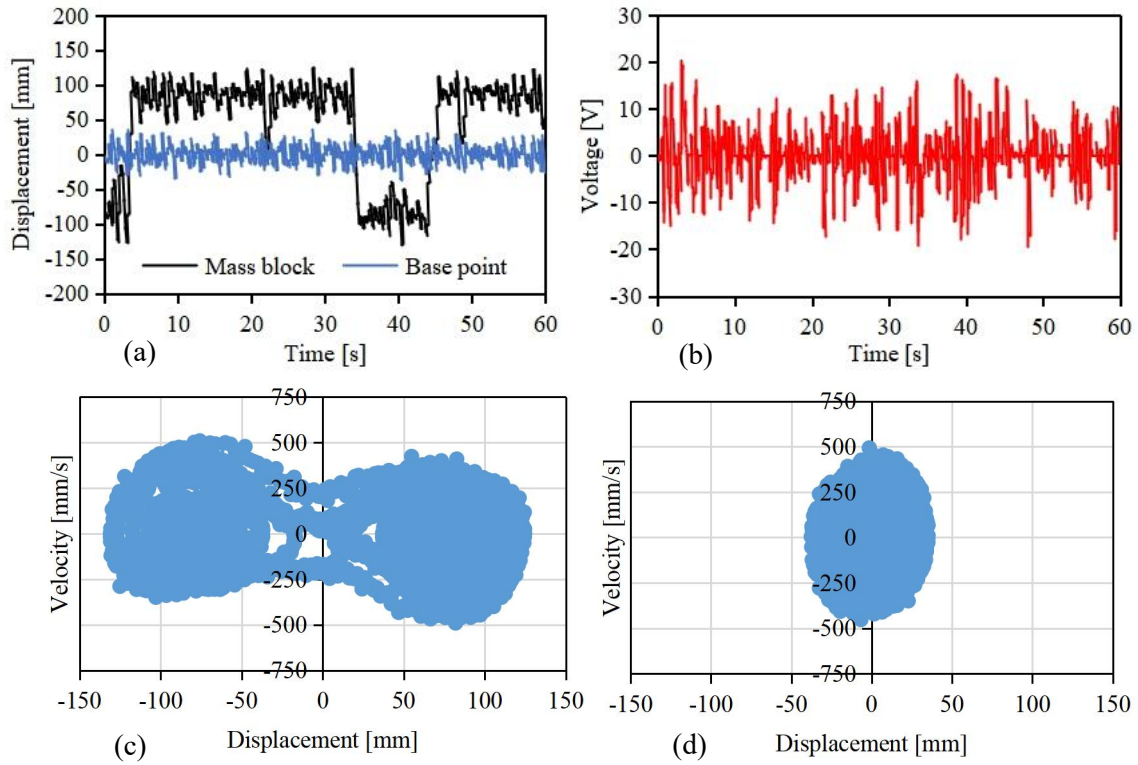 200
150
100
50
0
-50
-100
-150
-200
Displacement [mm]
Mass block
Base point
0 10 20 30 40 50 60
(a)
Time [s]
30
20
10
0
-10
-20
-30
Voltage [V]
0 10 20 30 40 50 60
(b)
Time [s]
750
500
250
0
-250
-500
-750
Velocity [mm/s]
-150 -100 -50 0 50 100 150
(c)
Displacement [mm]
750
500
250
0
-250
-500
-750
Velocity [mm/s]
-150 -100 -50 0 50 100 150
(d)
Displacement [mm]